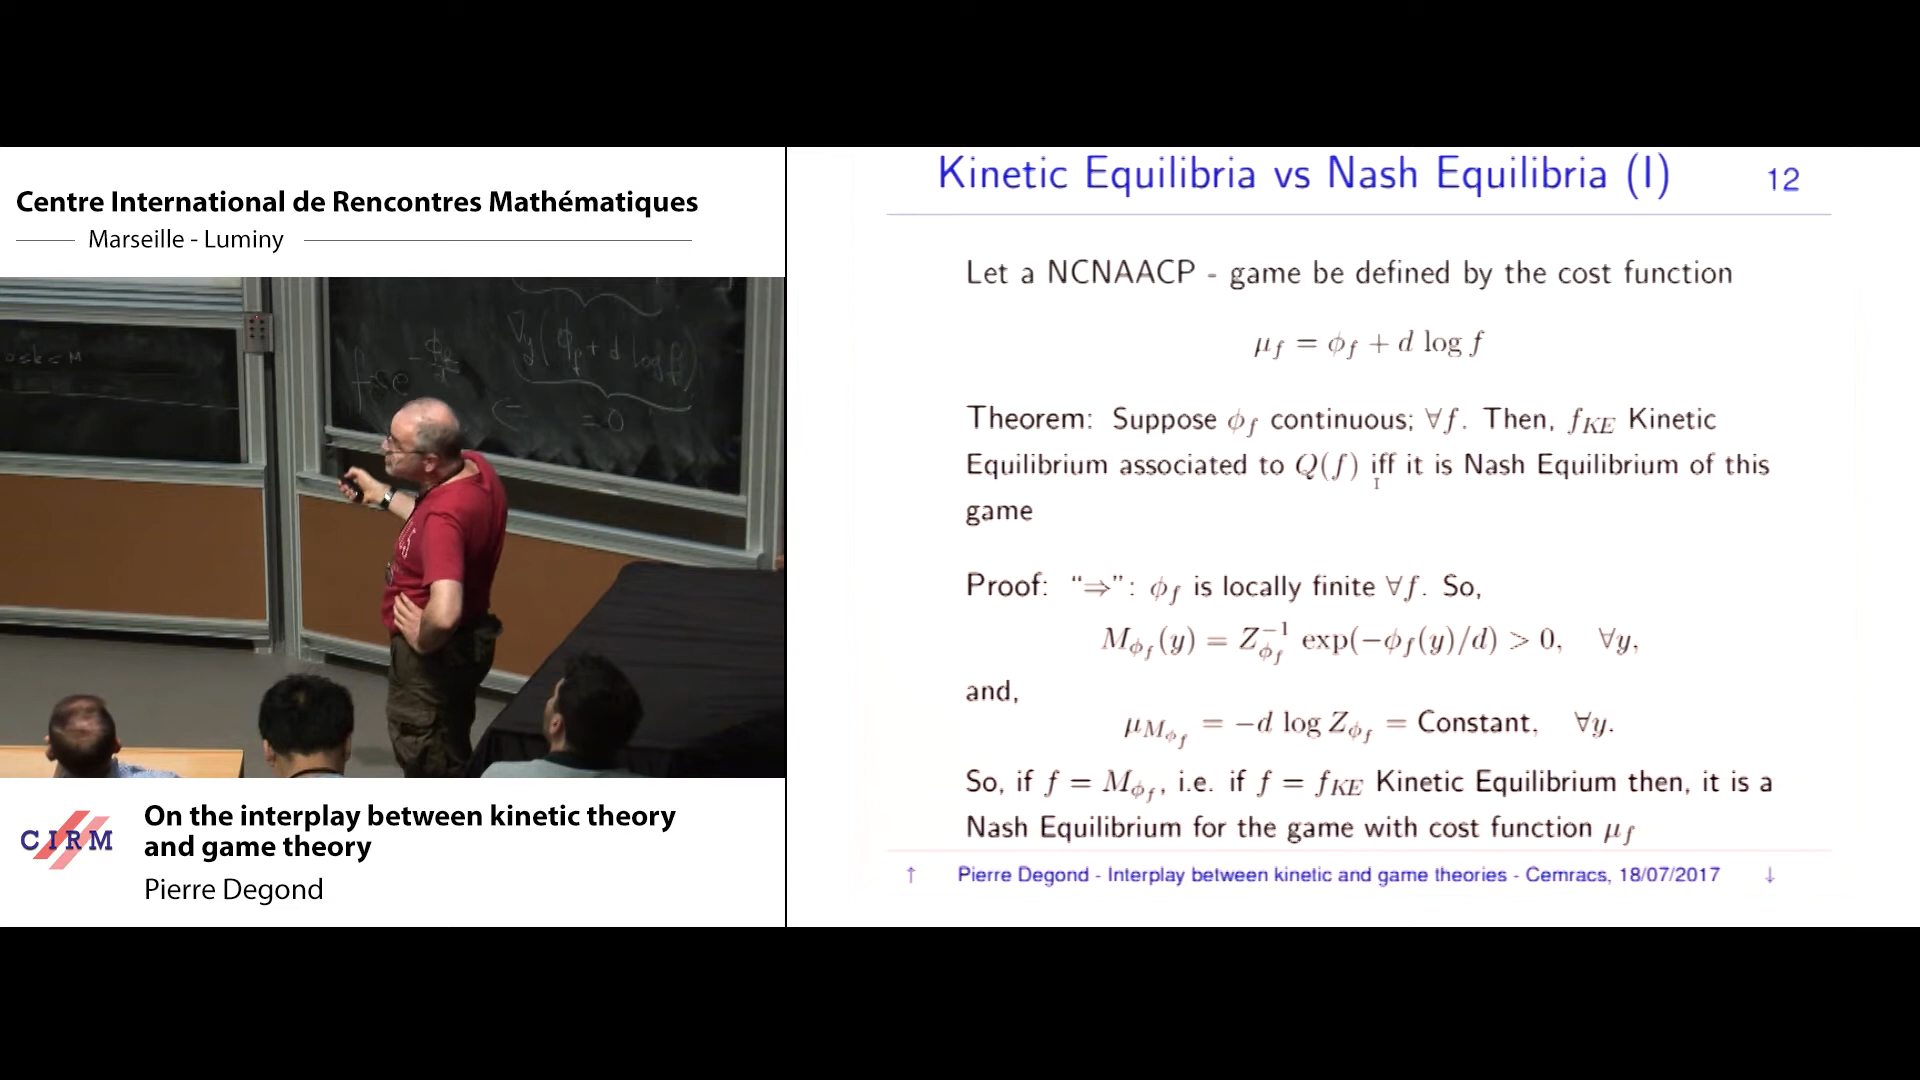 Centre International de Rencontres Mathématiques
Marseille - Luminy
∇y(ϕf + d log f)
= 0
CIRM
On the interplay between kinetic theory
and game theory
Pierre Degond
Kinetic Equilibria vs Nash Equilibria (I) 12
Let a NCNAACP - game be defined by the cost function
μ_f = ϕ_f + d log f
Theorem: Suppose ϕ_f continuous; ∀f. Then, f_KE Kinetic
Equilibrium associated to Q(f) iff it is Nash Equilibrium of this
game
Proof: “⇒”: ϕ_f is locally finite ∀f. So,
M_{ϕ_f}(y) = Z_{ϕ_f}^{-1} exp(−ϕ_f(y)/d) > 0, ∀y,
and,
μ_{M_{ϕ_f}} = −d log Z_{ϕ_f} = Constant, ∀y.
So, if f = M_{ϕ_f}, i.e. if f = f_KE Kinetic Equilibrium then, it is a
Nash Equilibrium for the game with cost function μ_f
↑ Pierre Degond - Interplay between kinetic and game theories - Cemracs, 18/07/2017 ↓